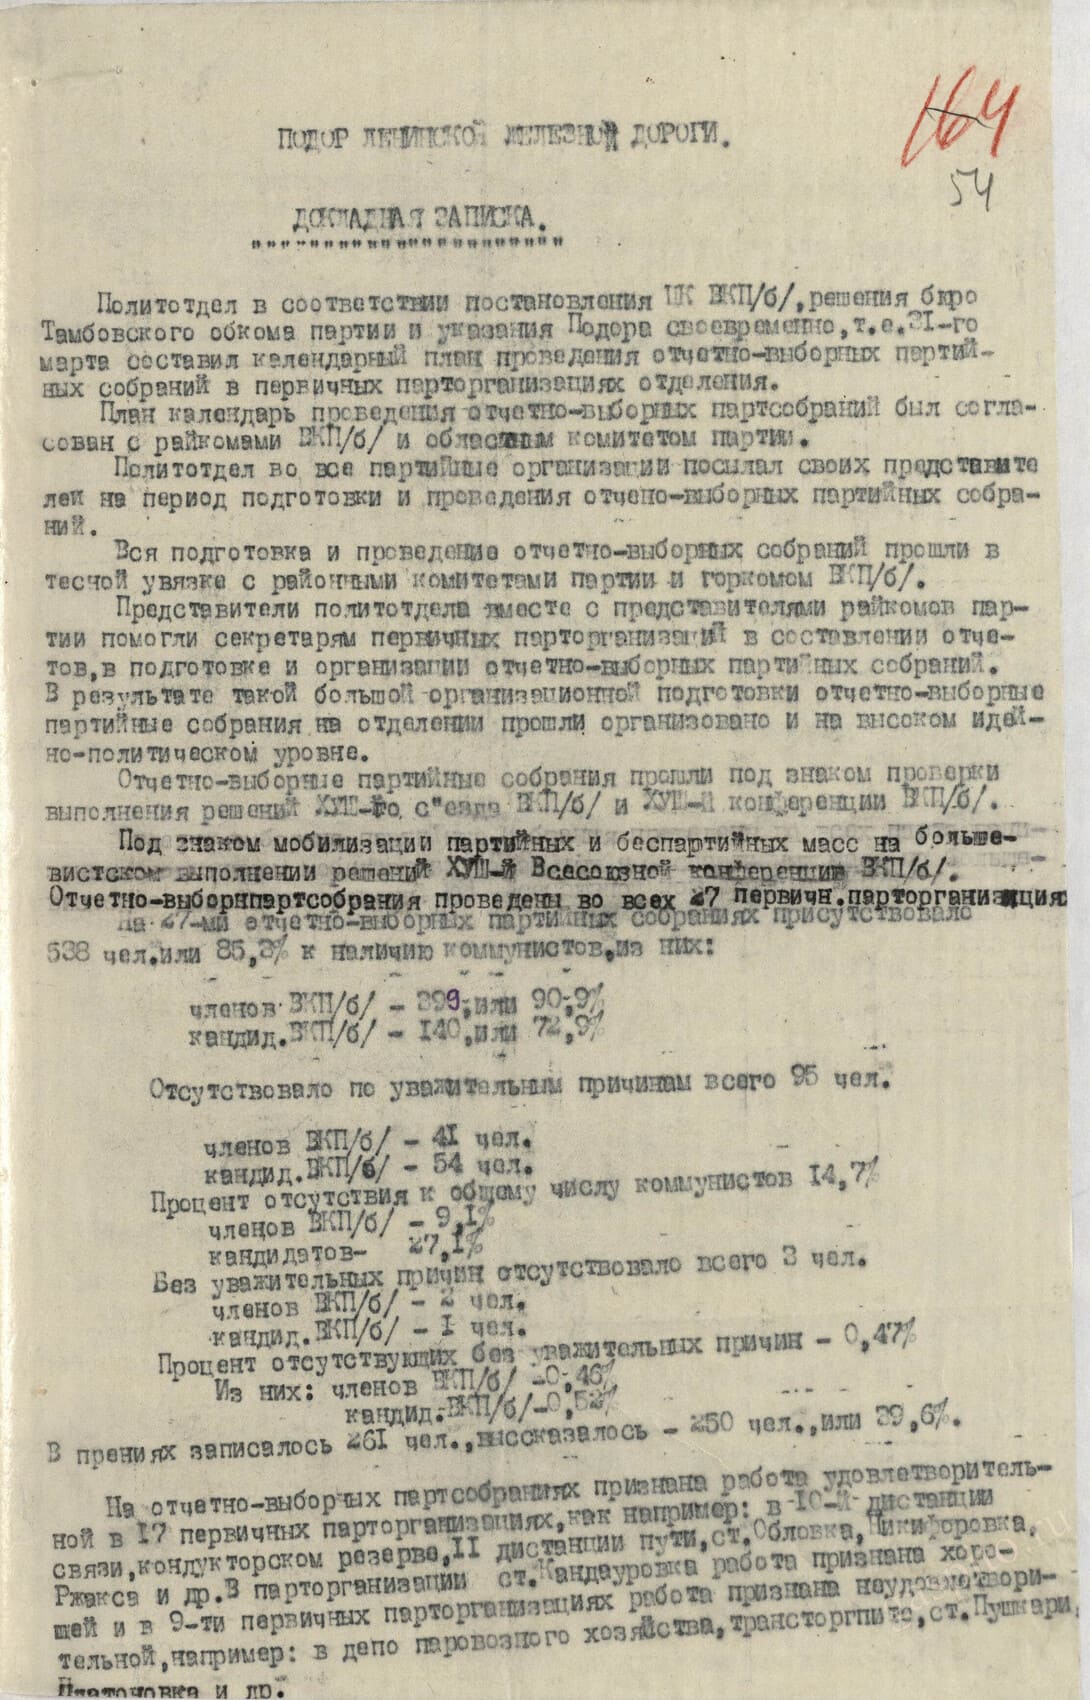 164
54
ПОДОР ЛЕНИНСКОЙ ЖЕЛЕЗНОЙ ДОРОГИ.
ДОКЛАДНАЯ ЗАПИСКА.
Политотдел в соответствии постановления ЦК ВКП/б/, решения бюро
Тамбовского обкома партии и указания Подора своевременно, т.е.31-го
марта составил календарный план проведения отчетно-выборных партий-
ных собраний в первичных парторганизациях отделения.
План календарь проведения отчетно-выборных партсобраний был согла-
сован с райкомами ВКП/б/ и областным комитетом партии.
Политотдел во все партийные организации посылал своих представите
лей на период подготовки и проведения отчено-выборных партийных собра-
ний.
Вся подготовка и проведение отчетно-выборных собраний прошли в
тесной увязке с районными комитетами партии и горкомом ВКП/б/.
Представители политотдела вместе с представителями райкомов пар-
тии помогли секретарям первичных парторганизаций в составлении отче-
тов,в подготовке и организации отчетно-выборных партийных собраний.
В результате такой большой организационной подготовки отчетно-выборные
партийные собрания на отделении прошли организовано и на высоком идей-
но-политическом уровне.
Отчетно-выборные партийные собрания прошли под знаком проверки
выполнения решений ХУШ-го с"езда ВКП/б/ и ХУШ-й конференции ВКП/б/.
Под знаком мобилизации партийных и беспартийных масс на больше-
вистском выполнении решений ХУШ-й Всесоюзной конференции ВКП/б/.
Отчетно-выборнпартсобрания проведены во всех 27 первичн.парторганизация
На 27-ми отчетно-выборных партийных собраниях присутствовало
538 чел.или 85,3% к наличию коммунистов,из них:
членов ВКП/б/ - 399,или 90,9%
кандид.ВКП/б/ - 140,или 72,9%
Отсутствовало по уважительным причинам всего 95 чел.
членов ВКП/б/ - 41 чел.
кандид.ВКП/б/ - 54 чел.
Процент отсутствия к общему числу коммунистов 14,7%
членов ВКП/б/ - 9,1%
кандидатов- 27,1%
Без уважительных причин отсутствовало всего 3 чел.
членов ВКП/б/ - 2 чел.
кандид.ВКП/б/ - 1 чел.
Процент отсутствующих без уважительных причин - 0,47%
Из них: членов ВКП/б/ -0,46%
кандид.ВКП/б/-0,52%
В прениях записалось 261 чел.,выссказалось - 250 чел.,или 39,6%.
На отчетно-выборных партсобраниях признана работа удовлетворитель-
ной в 17 первичных парторганизациях,как например: в 10-й дистанции
связи,кондукторском резерве,II дистанции пути,ст.Обловка,Никифоровка,
Ржакса и др.В парторганизации ст.Кандауровка работа признана хоро-
шей и в 9-ти первичных парторганизациях работа признана неудовлетвори-
тельной,например: в депо паровозного хозяйства,трансторгпите,ст.Пушкари,
Платоновка и др.